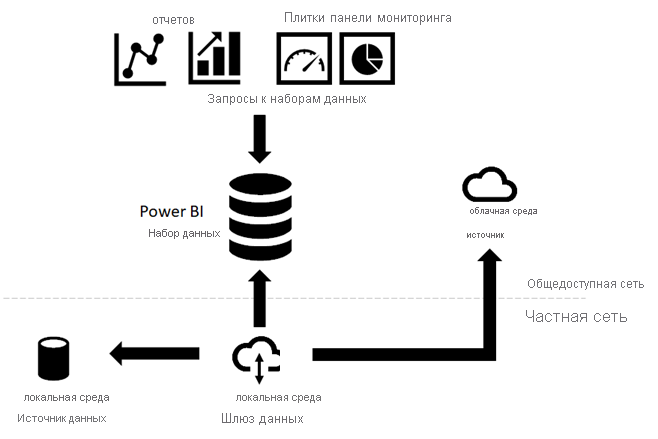 отчетов
Плитки панели мониторинга
Запросы к наборам данных
Power BI
Набор данных
облачная среда
источник
Общедоступная сеть
Частная сеть
локальная среда
Источник данных
локальная среда
Шлюз данных